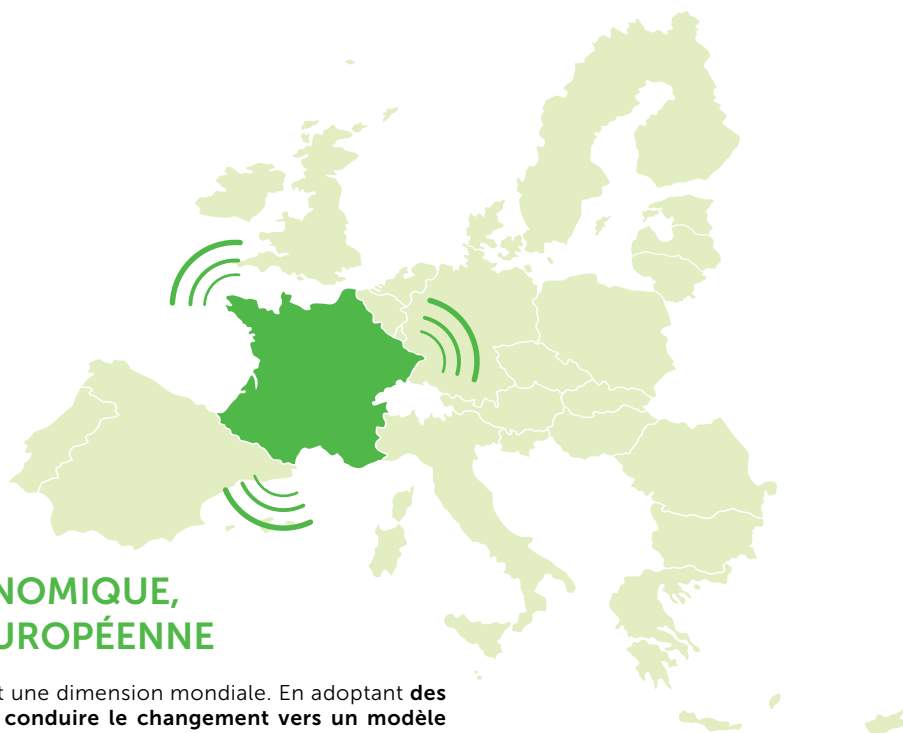 NOMIQUE,
UROPÉENNE
t une dimension mondiale. En adoptant des
conduire le changement vers un modèle